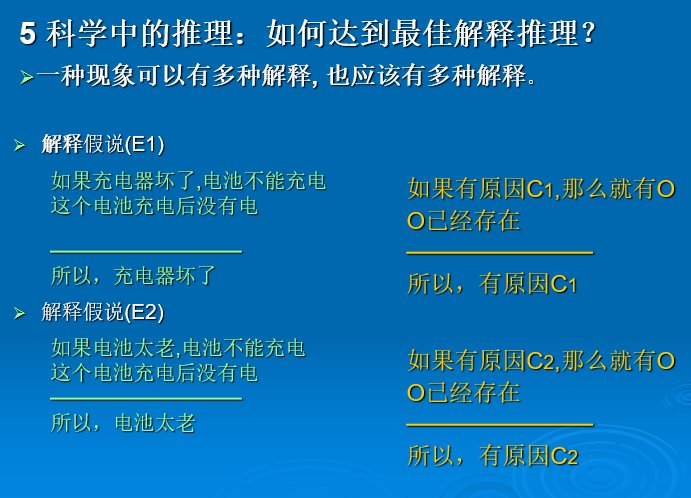 5 科学中的推理：如何达到最佳解释推理？
一种现象可以有多种解释, 也应该有多种解释。
解释假说(E1)
如果充电器坏了,电池不能充电
这个电池充电后没有电
所以，充电器坏了
如果有原因C1,那么就有O
O已经存在
所以，有原因C1
解释假说(E2)
如果电池太老,电池不能充电
这个电池充电后没有电
所以，电池太老
如果有原因C2,那么就有O
O已经存在
所以，有原因C2